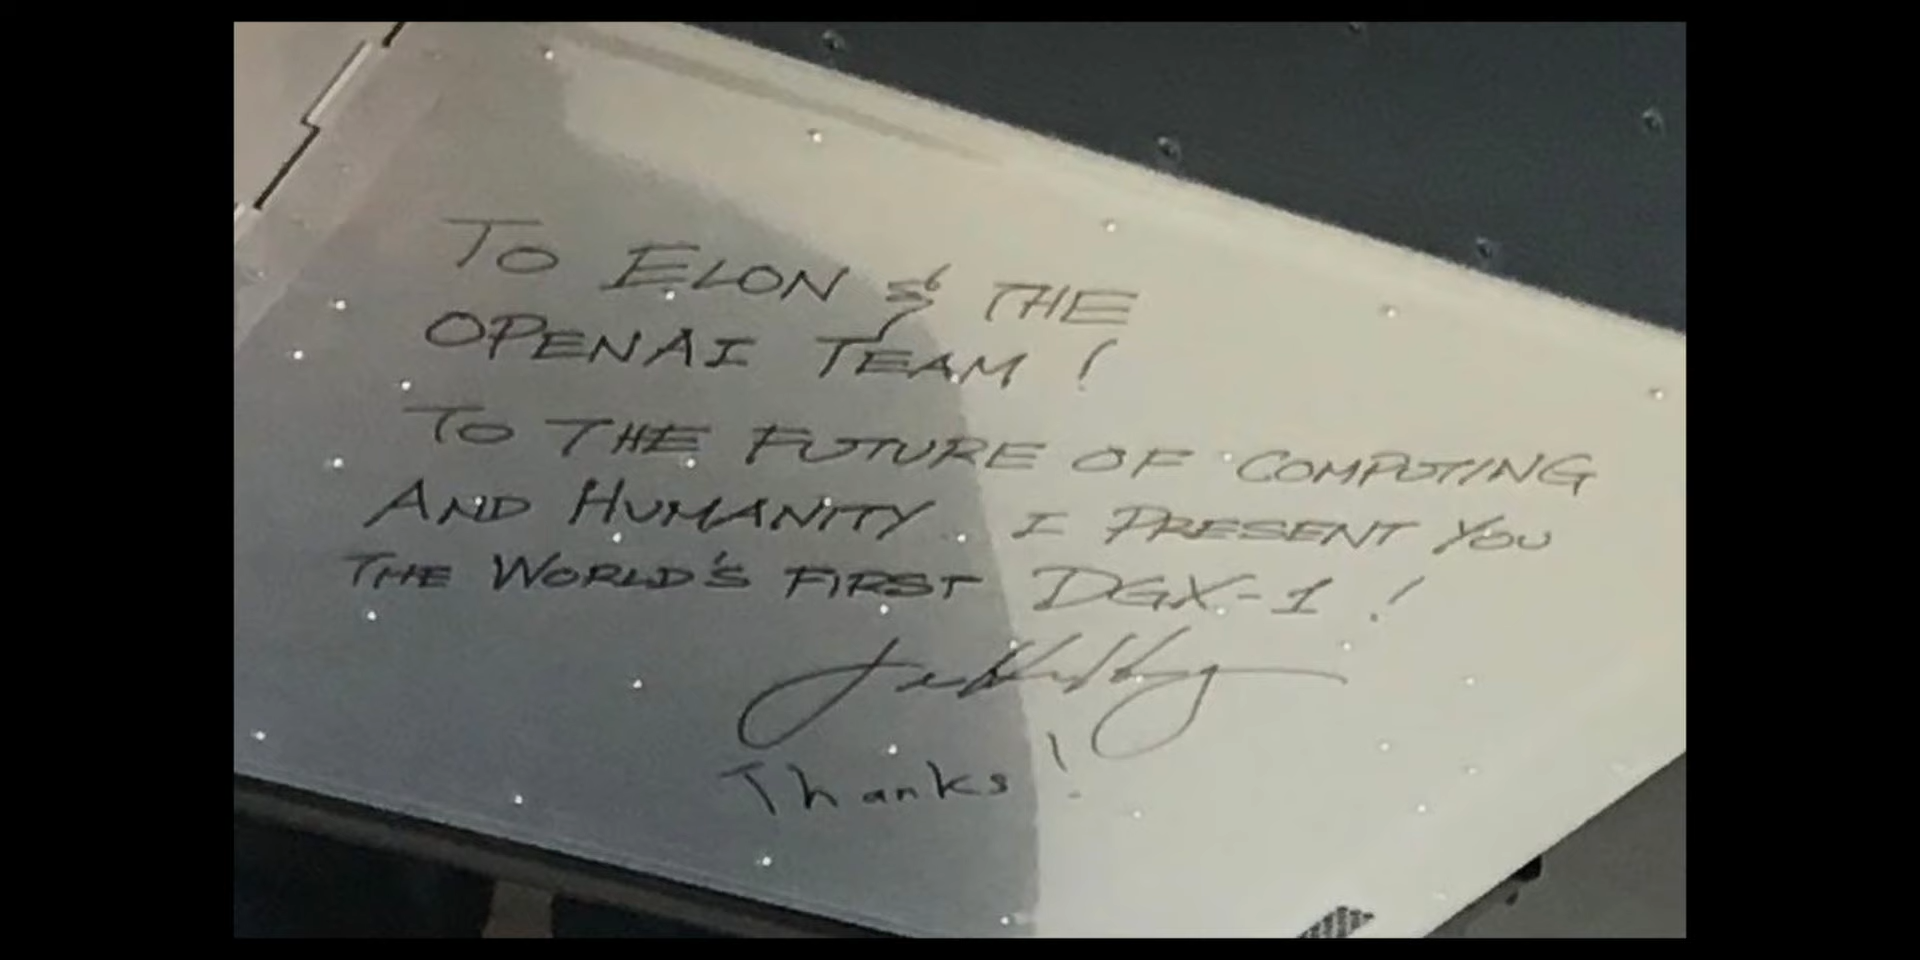 TO ELON & THE
OPENAI TEAM!
TO THE FUTURE OF COMPUTING
AND HUMANITY. I PRESENT YOU
THE WORLD'S FIRST DGX-1!
Thanks!